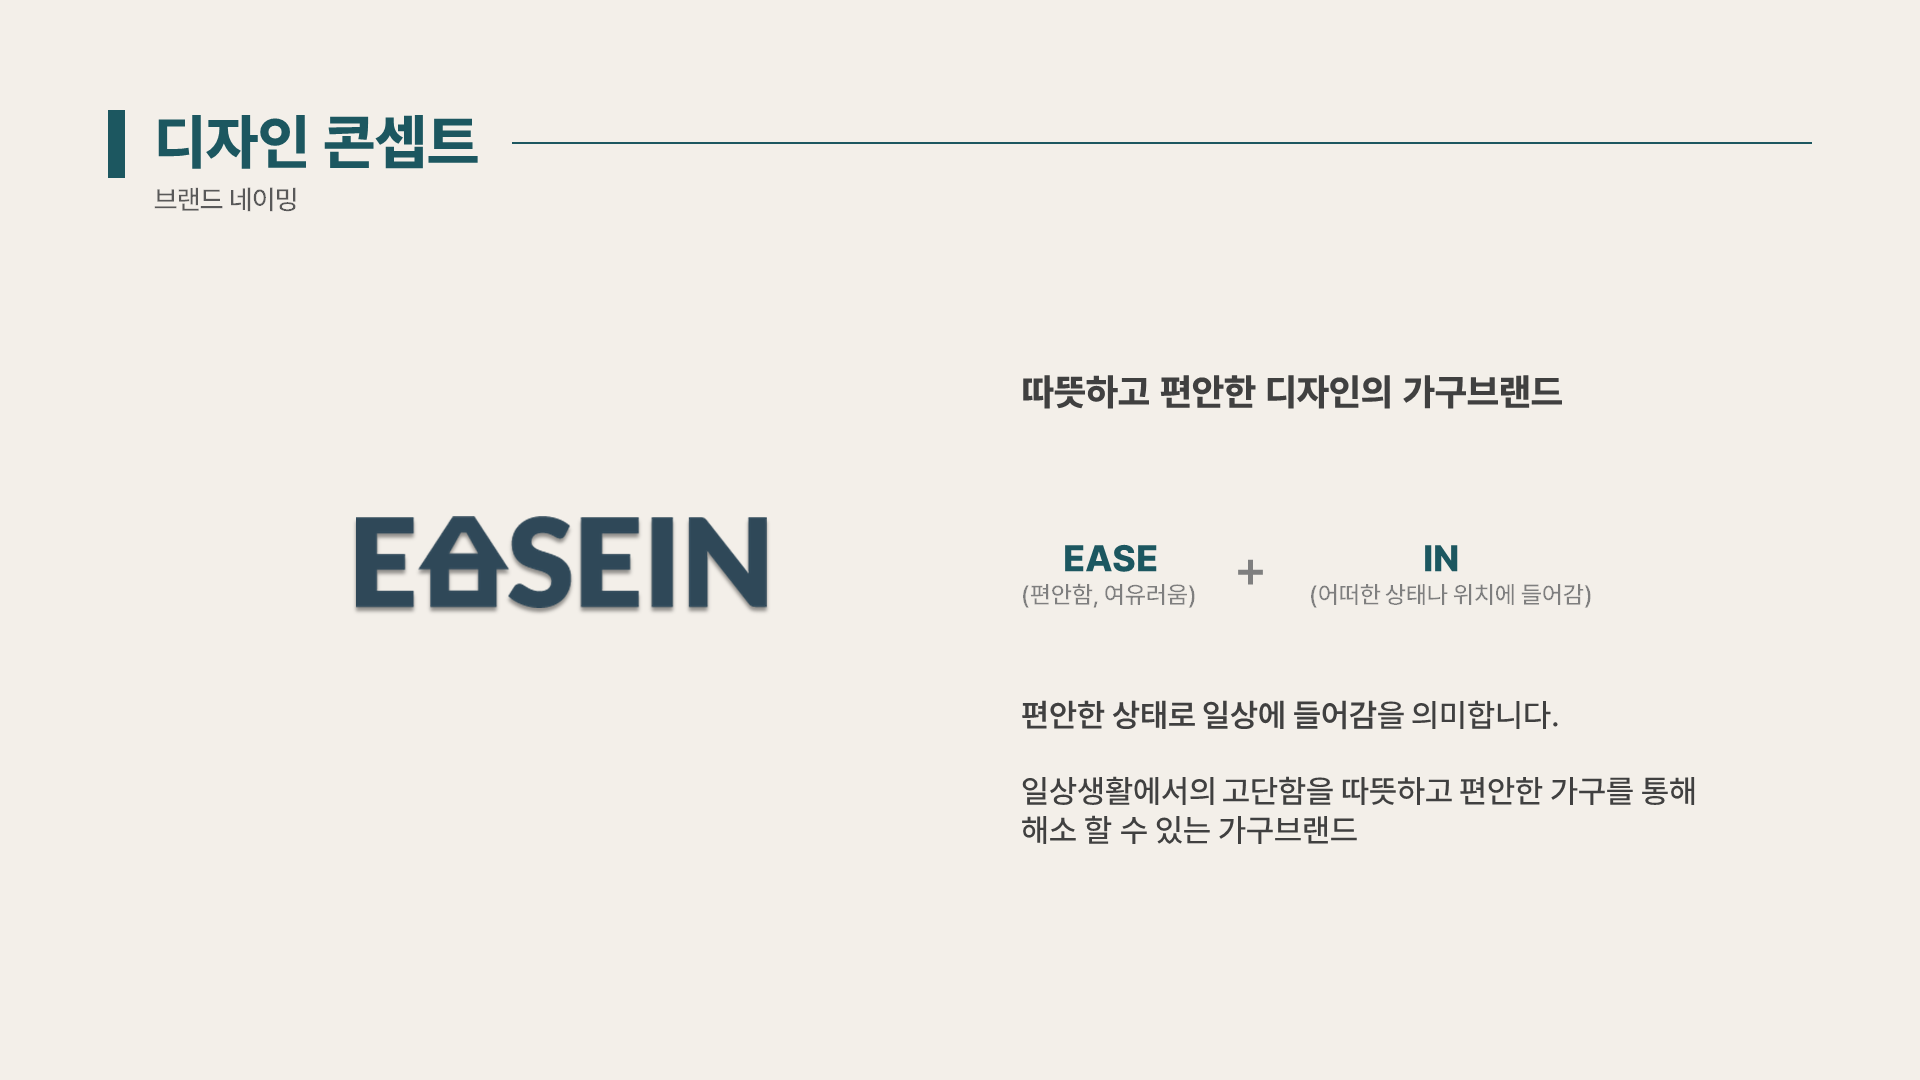 디자인 콘셉트
브랜드 네이밍
EASEIN
따뜻하고 편안한 디자인의 가구브랜드
EASE + IN
(편안함, 여유러움) (어떠한 상태나 위치에 들어감)
편안한 상태로 일상에 들어감을 의미합니다.
일상생활에서의 고단함을 따뜻하고 편안한 가구를 통해
해소 할 수 있는 가구브랜드